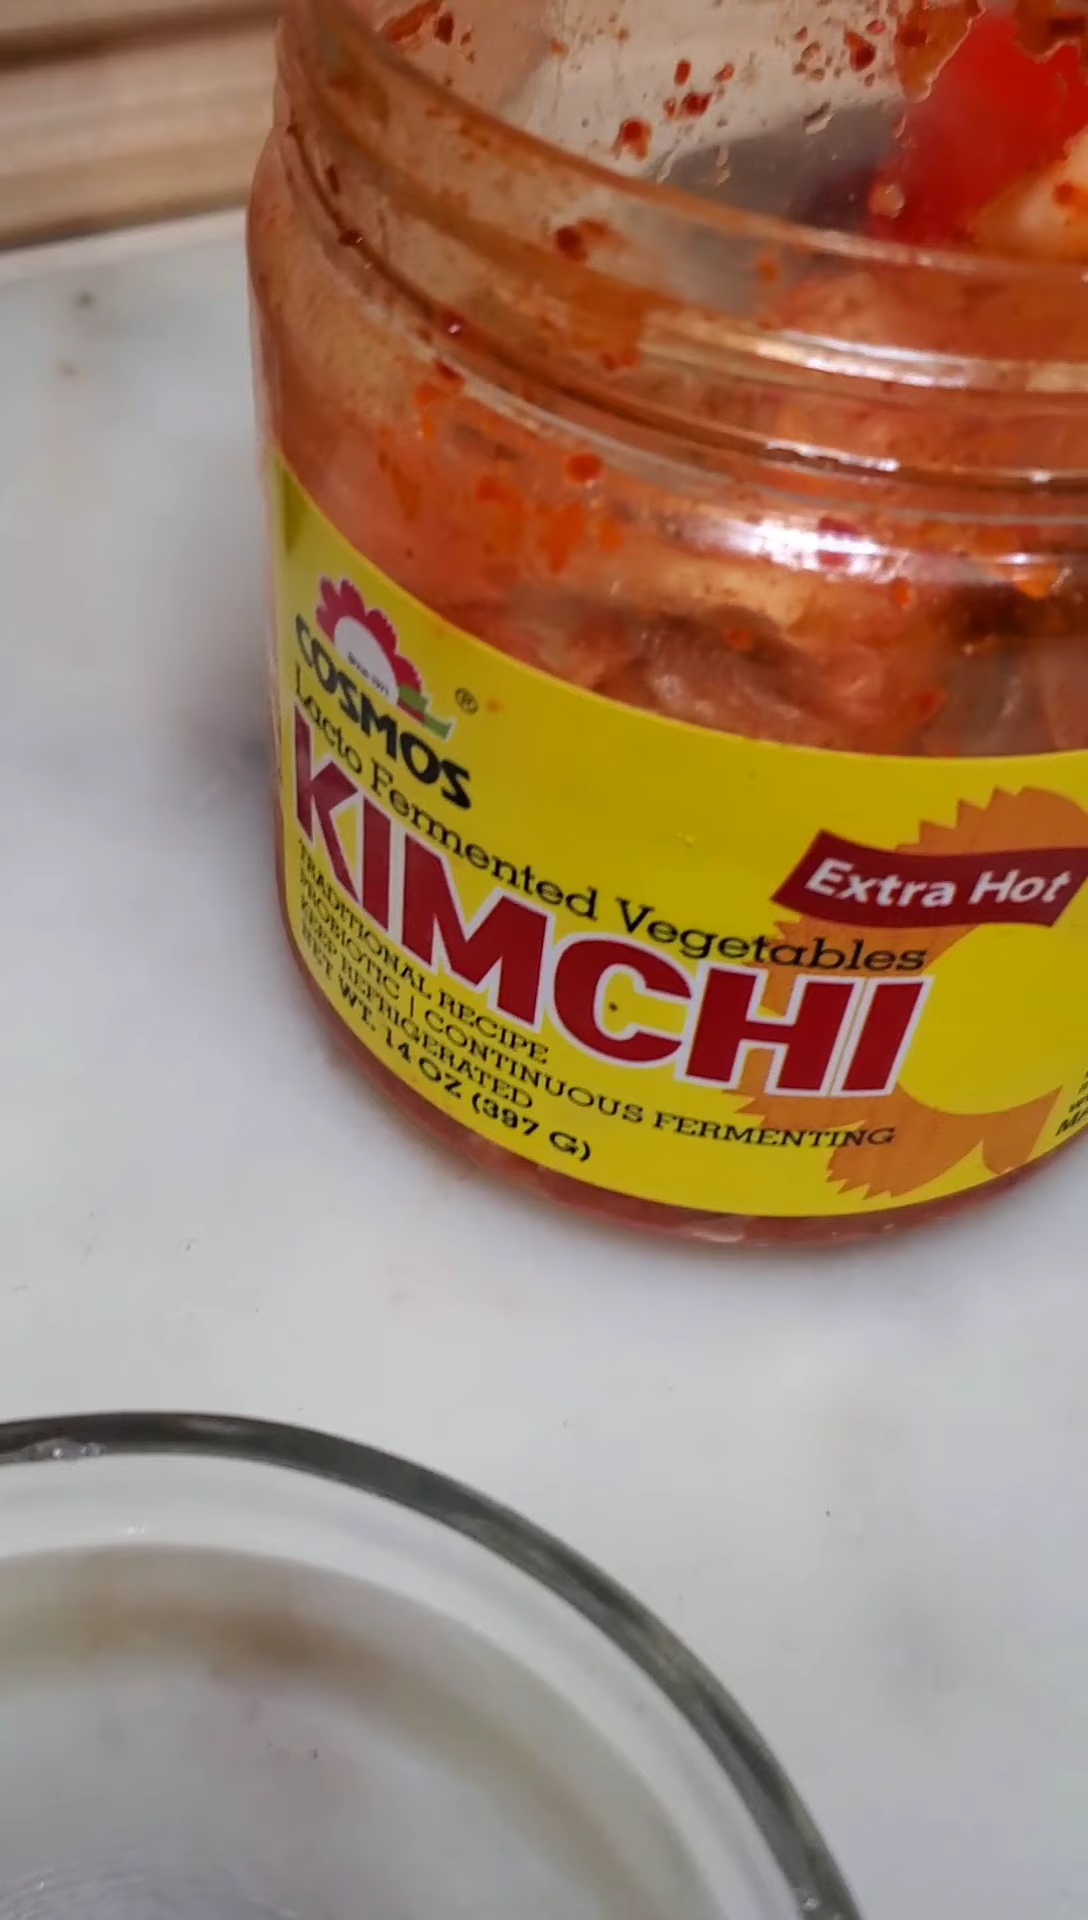 COSMOS®
Lacto Fermented Vegetables
KIMCHI
Extra Hot
TRADITIONAL RECIPE
PROBIOTIC | CONTINUOUS FERMENTING
KEEP REFRIGERATED
NET WT. 14 OZ (397 G)